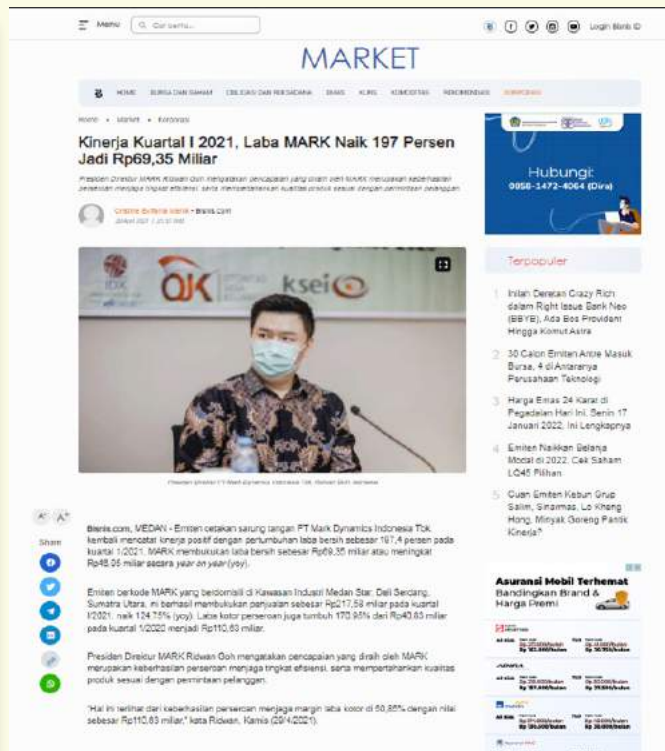 Menu
Login Bisnis ID
MARKET
HOME BURSA DAN SAHAM OBLIGASI DAN REKSADANA BISNIS KURS KOMODITAS REKOMENDASI KORPORASI
Home Market Korporasi
Kinerja Kuartal I 2021, Laba MARK Naik 197 Persen
Jadi Rp69,35 Miliar
Presiden Direktur MARK Ridwan Goh mengatakan pencapaian yang diraih oleh MARK merupakan keberhasilan
perseroan menjaga tingkat efisiensi, serta mempertahankan kualitas produk sesuai dengan permintaan pelanggan.
Bisnis.com
OJK
ksei
Share
Bisnis.com, MEDAN - Emiten cetakan sarung tangan PT Mark Dynamics Indonesia Tbk.
kembali mencatat kinerja positif dengan pertumbuhan laba bersih sebesar 197,4 persen pada
kuartal 1/2021. MARK membukukan laba bersih sebesar Rp69,35 miliar atau meningkat
year on year (yoy).
Emiten berkode MARK yang berdomisili di Kawasan Industri Medan Star, Deli Serdang,
Sumatra Utara, ini berhasil membukukan penjualan sebesar Rp217,58 miliar pada kuartal
I/2021, naik 124,75% (yoy). Laba kotor perseroan juga tumbuh 170,95% dari Rp40,83 miliar
pada kuartal 1/2020 menjadi Rp110,63 miliar.
Presiden Direktur MARK Ridwan Goh mengatakan pencapaian yang diraih oleh MARK
merupakan keberhasilan perseroan menjaga tingkat efisiensi, serta mempertahankan kualitas
produk sesuai dengan permintaan pelanggan.
"Hal ini terlihat dari keberhasilan perseroan menjaga margin laba kotor di 50,85% dengan nilai
sebesar Rp110,63 miliar," kata Ridwan, Kamis (29/4/2021).
Hubungi:
0856-1472-4064 (Dira)
Terpopuler
1 Inilah Deretan Crazy Rich
dalam Right Issue Bank Neo
(BBYB), Ada Bos Provident
Hingga Komut Astra
2 30 Calon Emiten Antre Masuk
Bursa, 4 di Antaranya
Perusahaan Teknologi
3 Harga Emas 24 Karat di
Pegadaian Hari Ini, Senin 17
Januari 2022, Ini Lengkapnya
4 Emiten Naikkan Belanja
Modal di 2022, Cek Saham
LQ45 Pilihan
5 Cuan Emiten Kebun Grup
Salim, Sinarmas, Lo Kheng
Hong, Minyak Goreng Pantik
Kinerja?
Asuransi Mobil Terhemat
Bandingkan Brand &
Harga Premi